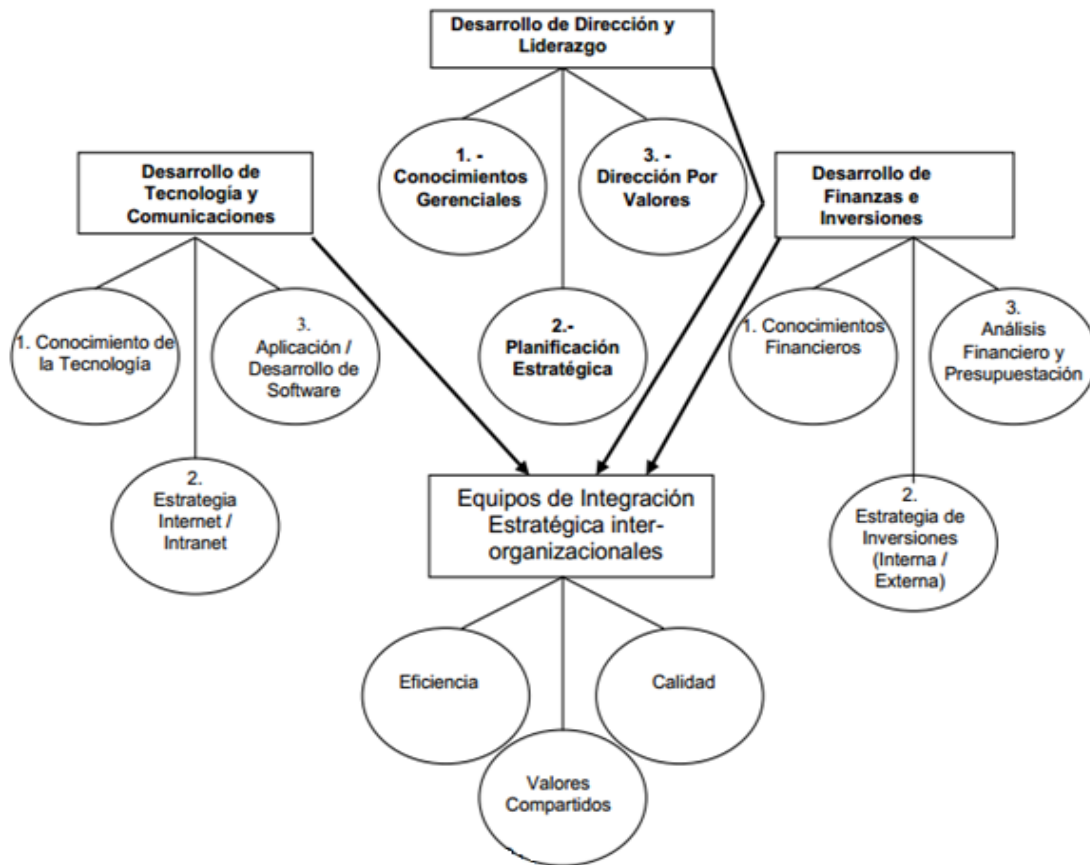 Desarrollo de Dirección y
Liderazgo
1. -
Conocimientos
Gerenciales
3. -
Dirección Por
Valores
2.-
Planificación
Estratégica
Desarrollo de
Tecnología y
Comunicaciones
1. Conocimiento de
la Tecnología
3.
Aplicación /
Desarrollo de
Software
2.
Estrategia
Internet /
Intranet
Desarrollo de
Finanzas e
Inversiones
1. Conocimientos
Financieros
3.
Análisis
Financiero y
Presupuestación
2.
Estrategia de
Inversiones
(Interna /
Externa)
Equipos de Integración
Estratégica inter-
organizacionales
Eficiencia
Calidad
Valores
Compartidos